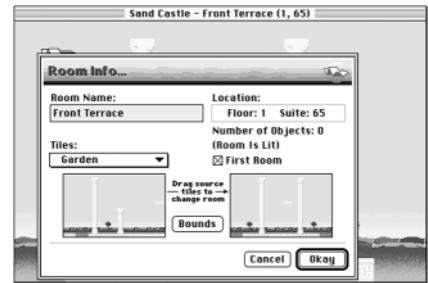 Sand Castle - Front Terrace (1, 65)
Room Info...
Room Name:
Front Terrace
Location:
Floor: 1 Suite: 65
Number of Objects: 0
(Room Is Lit)
First Room
Tiles:
Garden
Drag source
tiles to
change room
Bounds
Cancel
Okay